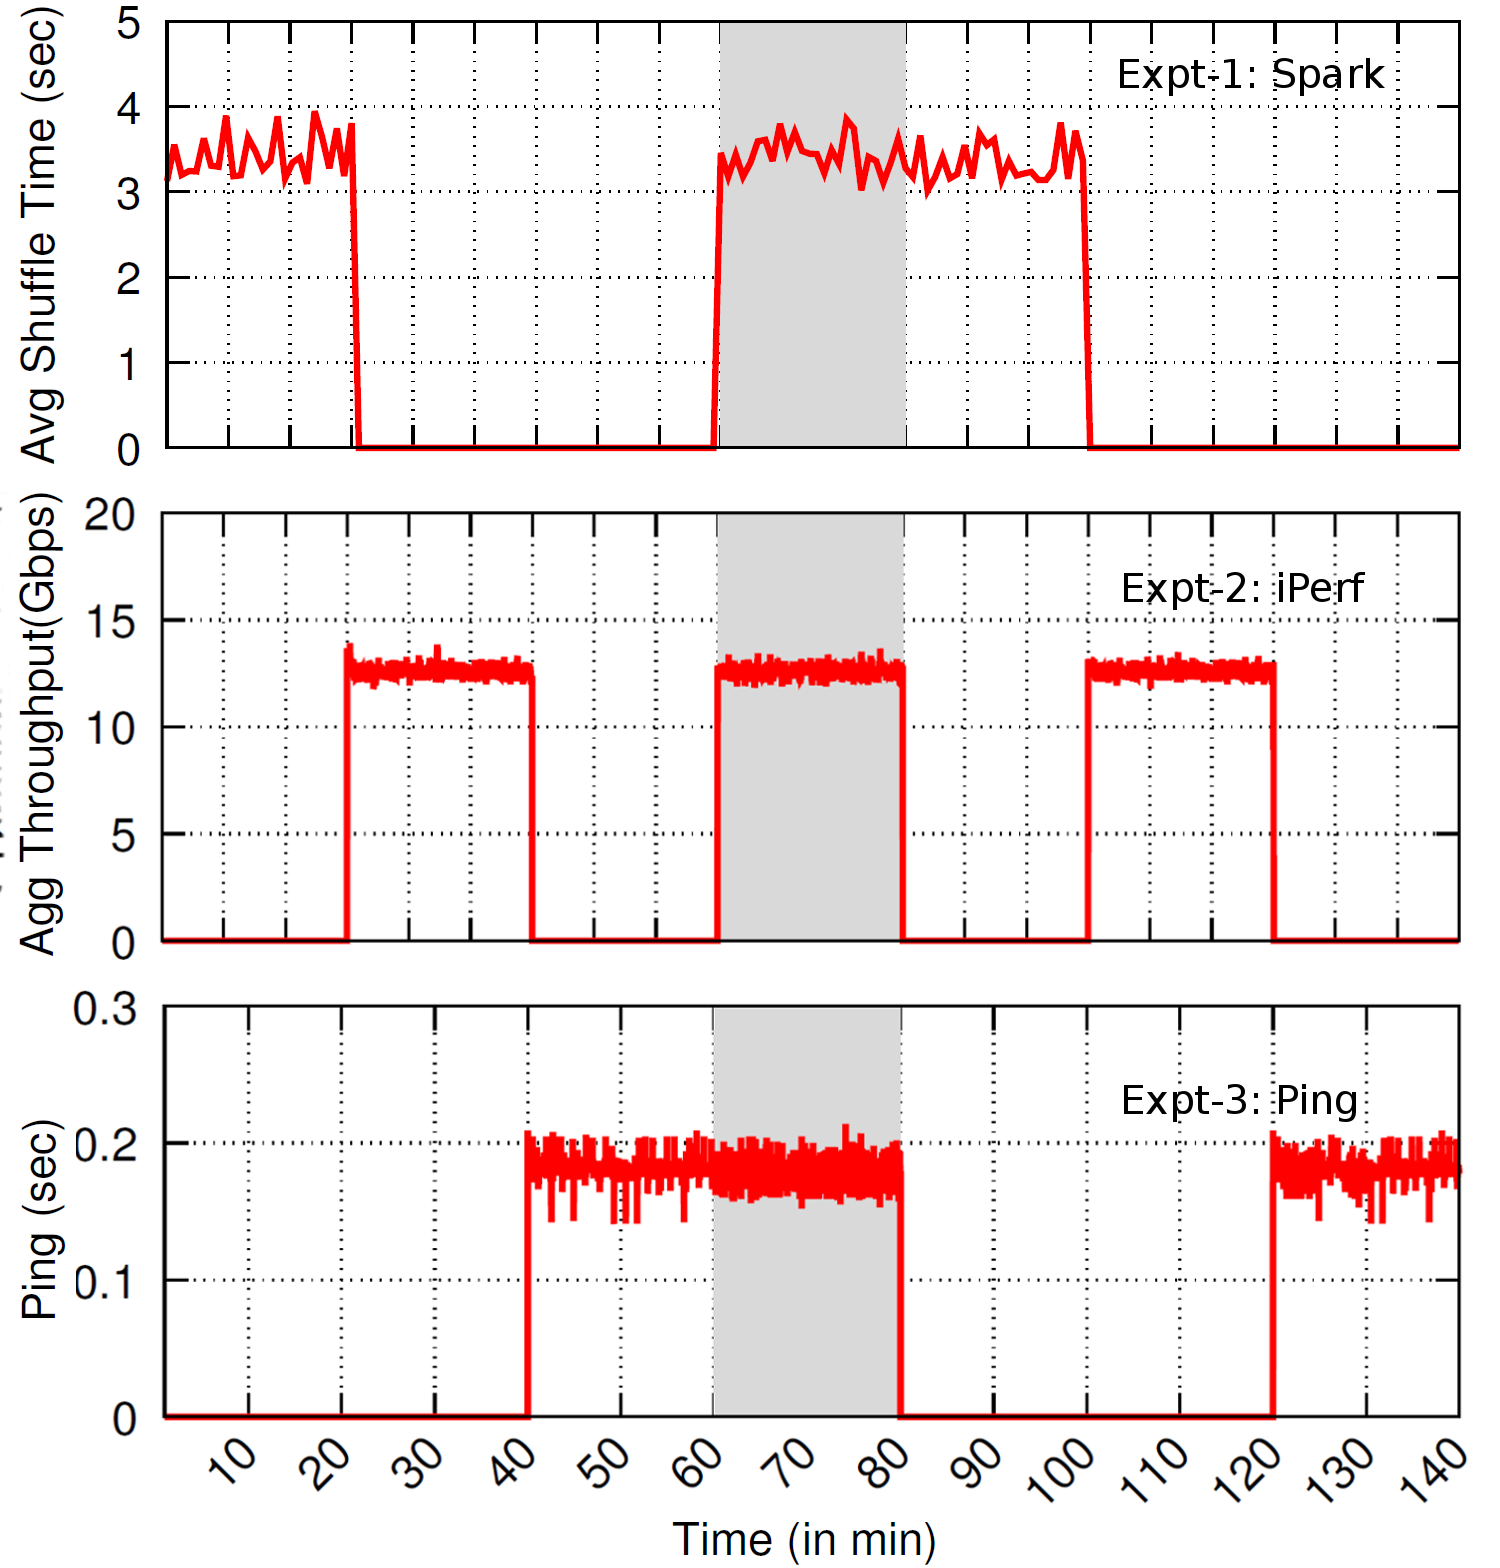 Avg Shuffle Time (sec)
5
4
3
2
1
0
Expt-1: Spark
Agg Throughput(Gbps)
20
15
10
5
0
Expt-2: iPerf
Ping (sec)
0.3
0.2
0.1
0
Expt-3: Ping
10 20 30 40 50 60 70 80 90 100 110 120 130 140
Time (in min)